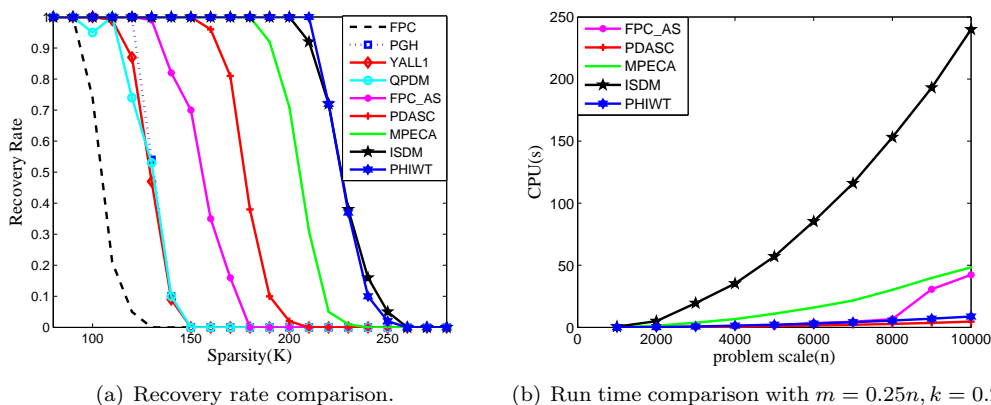 1
0.9
0.8
0.7
0.6
0.5
0.4
0.3
0.2
0.1
0
Recovery Rate
100
150
200
250
Sparsity(K)
FPC
PGH
YALL1
QPDM
FPC_AS
PDASC
MPECA
ISDM
PHIWT
(a) Recovery rate comparison.
250
200
150
100
50
0
CPU(s)
0
2000
4000
6000
8000
10000
problem scale(n)
FPC_AS
PDASC
MPECA
ISDM
PHIWT
(b) Run time comparison with m = 0.25n, k = 0.